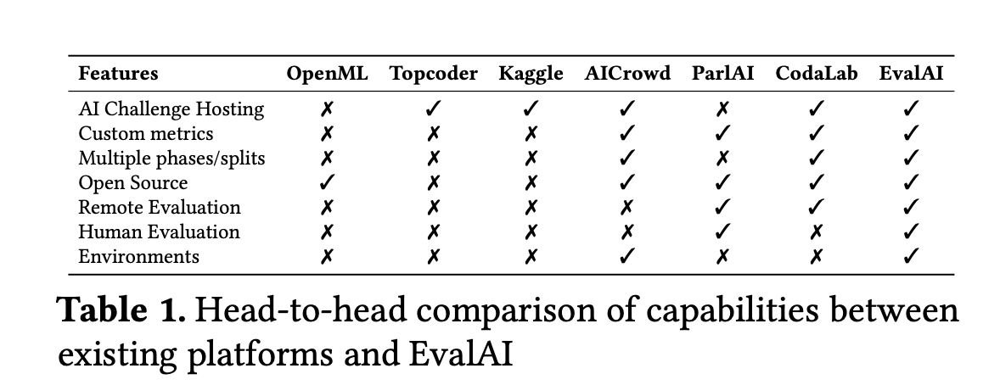 Features OpenML Topcoder Kaggle AICrowd ParlAI CodaLab EvalAI
AI Challenge Hosting ✗ ✓ ✓ ✓ ✗ ✓ ✓
Custom metrics ✗ ✗ ✗ ✓ ✓ ✓ ✓
Multiple phases/splits ✗ ✗ ✗ ✓ ✗ ✓ ✓
Open Source ✓ ✗ ✗ ✓ ✓ ✓ ✓
Remote Evaluation ✗ ✗ ✗ ✗ ✓ ✓ ✓
Human Evaluation ✗ ✗ ✗ ✗ ✓ ✗ ✓
Environments ✗ ✗ ✗ ✓ ✗ ✗ ✓
Table 1. Head-to-head comparison of capabilities between
existing platforms and EvalAI